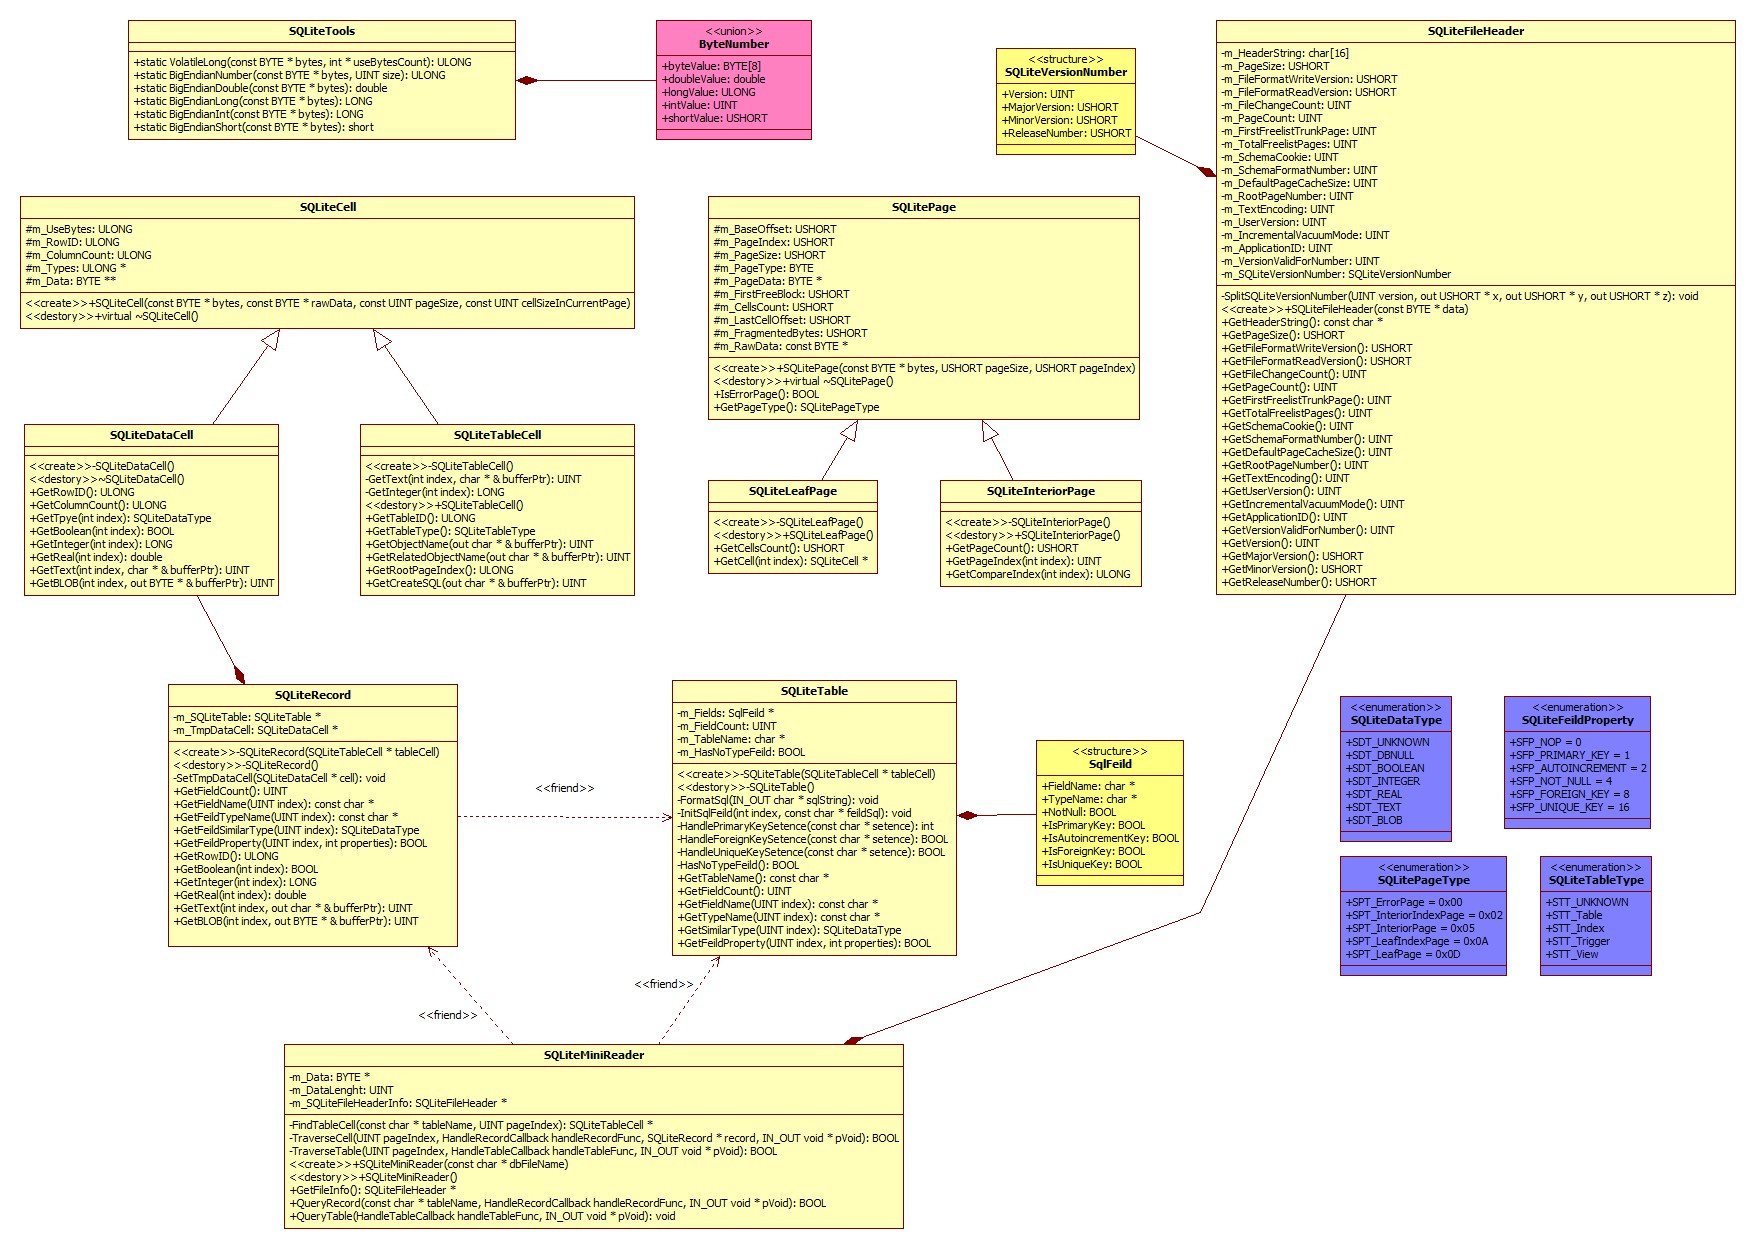 SQLiteTools
+static VolatileLong(const BYTE * bytes, int * useBytesCount): ULONG
+static BigEndianNumber(const BYTE * bytes, UINT size): ULONG
+static BigEndianDouble(const BYTE * bytes): double
+static BigEndianLong(const BYTE * bytes): LONG
+static BigEndianInt(const BYTE * bytes): LONG
+static BigEndianShort(const BYTE * bytes): short
<<union>>
ByteNumber
+byteValue: BYTE[8]
+doubleValue: double
+longValue: ULONG
+intValue: UINT
+shortValue: USHORT
<<structure>>
SQLiteVersionNumber
+Version: UINT
+MajorVersion: USHORT
+MinorVersion: USHORT
+ReleaseNumber: USHORT
SQLiteFileHeader
-m_HeaderString: char[16]
-m_PageSize: USHORT
-m_FileFormatWriteVersion: USHORT
-m_FileFormatReadVersion: USHORT
-m_FileChangeCount: UINT
-m_PageCount: UINT
-m_FirstFreelistTrunkPage: UINT
-m_TotalFreelistPages: UINT
-m_SchemaCookie: UINT
-m_SchemaFormatNumber: UINT
-m_DefaultPageCacheSize: UINT
-m_RootPageNumber: UINT
-m_TextEncoding: UINT
-m_UserVersion: UINT
-m_IncrementalVacuumMode: UINT
-m_ApplicationID: UINT
-m_VersionValidForNumber: UINT
-m_SQLiteVersionNumber: SQLiteVersionNumber
-SplitSQLiteVersionNumber(UINT version, out USHORT * x, out USHORT * y, out USHORT * z): void
<<create>>+SQLiteFileHeader(const BYTE * data)
+GetHeaderString(): const char *
+GetPageSize(): USHORT
+GetFileFormatWriteVersion(): USHORT
+GetFileFormatReadVersion(): USHORT
+GetFileChangeCount(): UINT
+GetPageCount(): UINT
+GetFirstFreelistTrunkPage(): UINT
+GetTotalFreelistPages(): UINT
+GetSchemaCookie(): UINT
+GetSchemaFormatNumber(): UINT
+GetDefaultPageCacheSize(): UINT
+GetRootPageNumber(): UINT
+GetTextEncoding(): UINT
+GetUserVersion(): UINT
+GetIncrementalVacuumMode(): UINT
+GetApplicationID(): UINT
+GetVersionValidForNumber(): UINT
+GetVersion(): UINT
+GetMajorVersion(): USHORT
+GetMinorVersion(): USHORT
+GetReleaseNumber(): USHORT
SQLiteCell
#m_UseBytes: ULONG
#m_RowID: ULONG
#m_ColumnCount: ULONG
#m_Types: ULONG *
#m_Data: BYTE **
<<create>>+SQLiteCell(const BYTE * bytes, const BYTE * rawData, const UINT pageSize, const UINT cellSizeInCurrentPage)
<<destory>>+virtual ~SQLiteCell()
SQLitePage
#m_BaseOffset: USHORT
#m_PageIndex: USHORT
#m_PageSize: USHORT
#m_PageType: BYTE
#m_PageData: BYTE *
#m_FirstFreeBlock: USHORT
#m_CellsCount: USHORT
#m_LastCellOffset: USHORT
#m_FragmentedBytes: USHORT
#m_RawData: const BYTE *
<<create>>+SQLitePage(const BYTE * bytes, USHORT pageSize, USHORT pageIndex)
<<destory>>+virtual ~SQLitePage()
+IsErrorPage(): BOOL
+GetPageType(): SQLitePageType
SQLiteDataCell
<<create>>-SQLiteDataCell()
<<destory>>~SQLiteDataCell()
+GetRowID(): ULONG
+GetColumnCount(): ULONG
+GetTpye(int index): SQLiteDataType
+GetBoolean(int index): BOOL
+GetInteger(int index): LONG
+GetReal(int index): double
+GetText(int index, char * & bufferPtr): UINT
+GetBLOB(int index, out BYTE * & bufferPtr): UINT
SQLiteTableCell
<<create>>-SQLiteTableCell()
-GetText(int index, char * & bufferPtr): UINT
-GetInteger(int index): LONG
<<destory>>+SQLiteTableCell()
+GetTableID(): ULONG
+GetTableType(): SQLiteTableType
+GetObjectName(out char * & bufferPtr): UINT
+GetRelatedObjectName(out char * & bufferPtr): UINT
+GetRootPageIndex(): ULONG
+GetCreateSQL(out char * & bufferPtr): UINT
SQLiteLeafPage
<<create>>-SQLiteLeafPage()
<<destory>>+SQLiteLeafPage()
+GetCellsCount(): USHORT
+GetCell(int index): SQLiteCell *
SQLiteInteriorPage
<<create>>-SQLiteInteriorPage()
<<destory>>+SQLiteInteriorPage()
+GetPageCount(): USHORT
+GetPageIndex(int index): UINT
+GetCompareIndex(int index): ULONG
SQLiteRecord
-m_SQLiteTable: SQLiteTable *
-m_TmpDataCell: SQLiteDataCell *
<<create>>-SQLiteRecord(SQLiteTableCell * tableCell)
<<destory>>-SQLiteRecord()
-SetTmpDataCell(SQLiteDataCell * cell): void
+GetFieldCount(): UINT
+GetFieldName(UINT index): const char *
+GetFeildTypeName(UINT index): const char *
+GetFeildSimilarType(UINT index): SQLiteDataType
+GetFeildProperty(UINT index, int properties): BOOL
+GetRowID(): ULONG
+GetBoolean(int index): BOOL
+GetInteger(int index): LONG
+GetReal(int index): double
+GetText(int index, out char * & bufferPtr): UINT
+GetBLOB(int index, out BYTE * & bufferPtr): UINT
<<friend>>
SQLiteTable
-m_Fields: SqlFeild *
-m_FieldCount: UINT
-m_TableName: char *
-m_HasNoTypeFeild: BOOL
<<create>>-SQLiteTable(SQLiteTableCell * tableCell)
<<destory>>-SQLiteTable()
-FormatSql(IN_OUT char * sqlString): void
-InitSqlFeild(int index, const char * feildSql): void
-HandlePrimaryKeySetence(const char * setence): int
-HandleForeignKeySetence(const char * setence): BOOL
-HandleUniqueKeySetence(const char * setence): BOOL
-HasNoTypeFeild(): BOOL
+GetTableName(): const char *
+GetFieldCount(): UINT
+GetFieldName(UINT index): const char *
+GetTypeName(UINT index): const char *
+GetSimilarType(UINT index): SQLiteDataType
+GetFeildProperty(UINT index, int properties): BOOL
<<structure>>
SqlFeild
+FieldName: char *
+TypeName: char *
+NotNull: BOOL
+IsPrimaryKey: BOOL
+IsAutoincrementKey: BOOL
+IsForeignKey: BOOL
+IsUniqueKey: BOOL
<<enumeration>>
SQLiteDataType
+SDT_UNKNOWN
+SDT_DBNULL
+SDT_BOOLEAN
+SDT_INTEGER
+SDT_REAL
+SDT_TEXT
+SDT_BLOB
<<enumeration>>
SQLiteFeildProperty
+SFP_NOP = 0
+SFP_PRIMARY_KEY = 1
+SFP_AUTOINCREMENT = 2
+SFP_NOT_NULL = 4
+SFP_FOREIGN_KEY = 8
+SFP_UNIQUE_KEY = 16
<<enumeration>>
SQLitePageType
+SPT_ErrorPage = 0x00
+SPT_InteriorIndexPage = 0x02
+SPT_InteriorPage = 0x05
+SPT_LeafIndexPage = 0x0A
+SPT_LeafPage = 0x0D
<<enumeration>>
SQLiteTableType
+STT_UNKNOWN
+STT_Table
+STT_Index
+STT_Trigger
+STT_View
<<friend>>
<<friend>>
SQLiteMiniReader
-m_Data: BYTE *
-m_DataLenght: UINT
-m_SQLiteFileHeaderInfo: SQLiteFileHeader *
-FindTableCell(const char * tableName, UINT pageIndex): SQLiteTableCell *
-TraverseCell(UINT pageIndex, HandleRecordCallback handleRecordFunc, SQLiteRecord * record, IN_OUT void * pVoid): BOOL
-TraverseTable(UINT pageIndex, HandleTableCallback handleTableFunc, IN_OUT void * pVoid): BOOL
<<create>>+SQLiteMiniReader(const char * dbFileName)
<<destory>>+SQLiteMiniReader()
+GetFileInfo(): SQLiteFileHeader *
+QueryRecord(const char * tableName, HandleRecordCallback handleRecordFunc, IN_OUT void * pVoid): BOOL
+QueryTable(HandleTableCallback handleTableFunc, IN_OUT void * pVoid): void